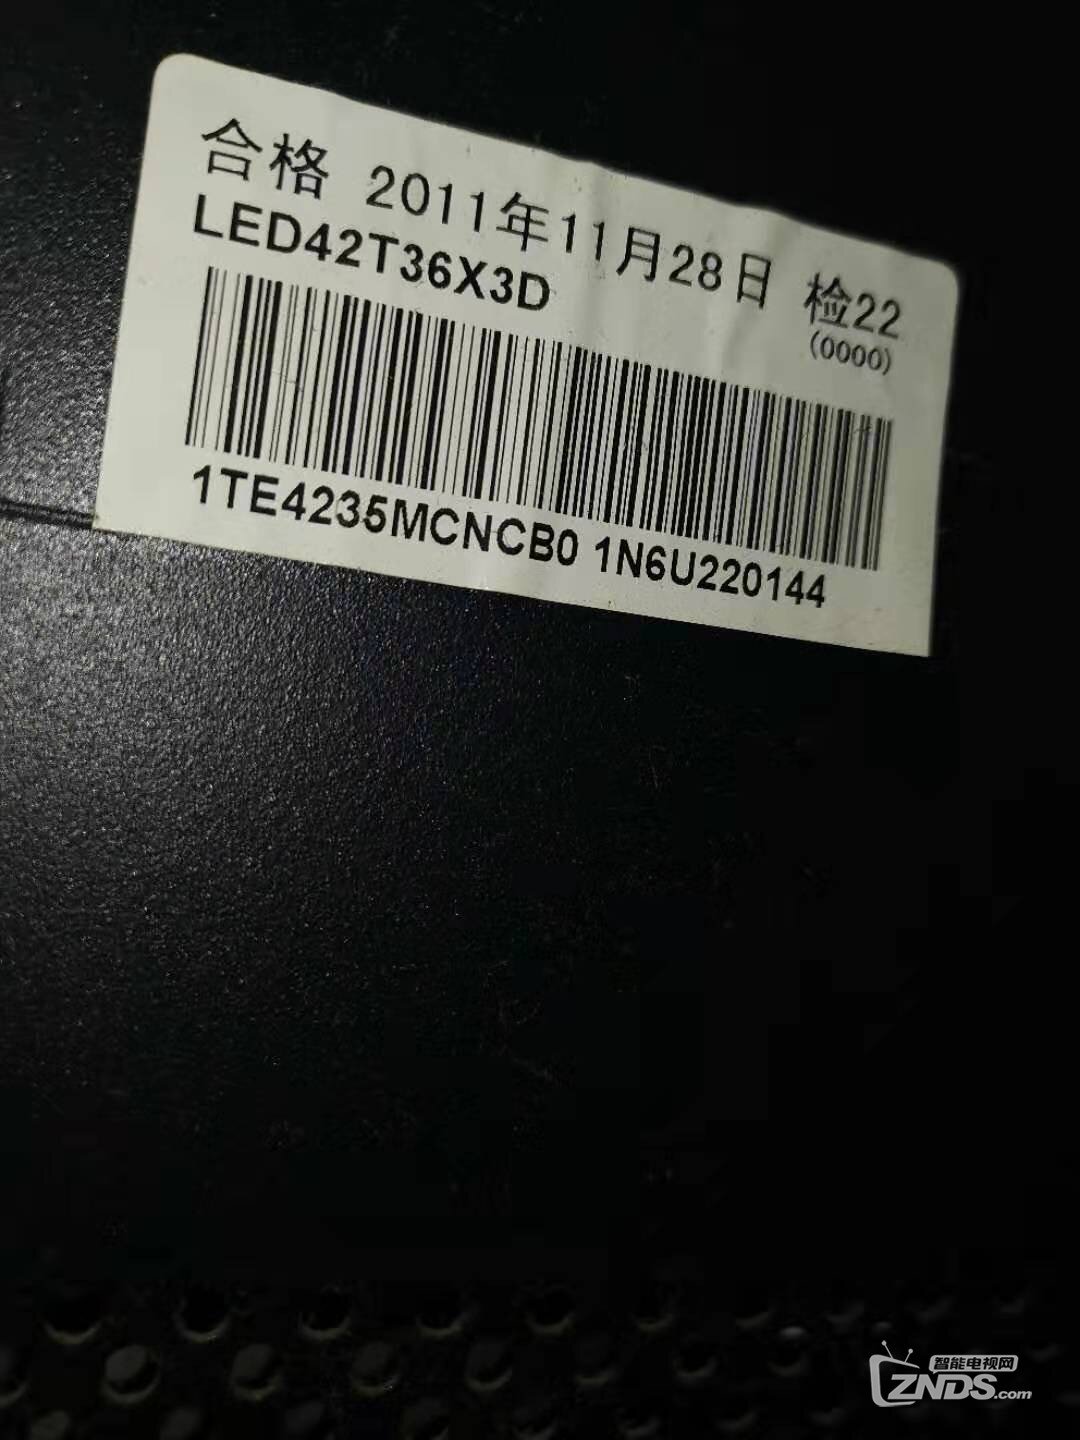 合格 2011年11月28日 检22
LED42T36X3D
(0000)
1TE4235MCNCB0 1N6U220144
智能电视网
ZNDS.com